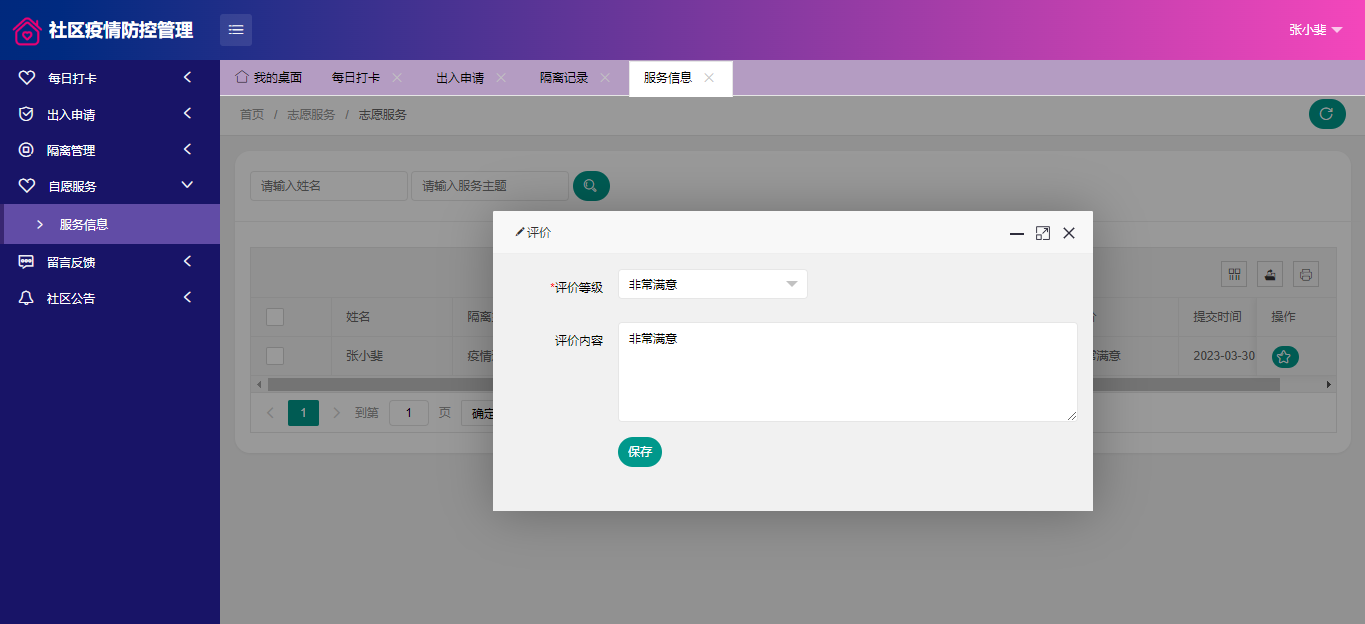 社区疫情防控管理
张小斐
每日打卡
出入申请
隔离管理
自愿服务
服务信息
留言反馈
社区公告
我的桌面 每日打卡 出入申请 隔离记录 服务信息
首页 / 志愿服务 / 志愿服务
请输入姓名 请输入服务主题
评价
*评价等级 非常满意
评价内容 非常满意
保存
姓名 隔离 提交时间 操作
张小斐 疫情 满意 2023-03-30
1 到第 1 页 确定